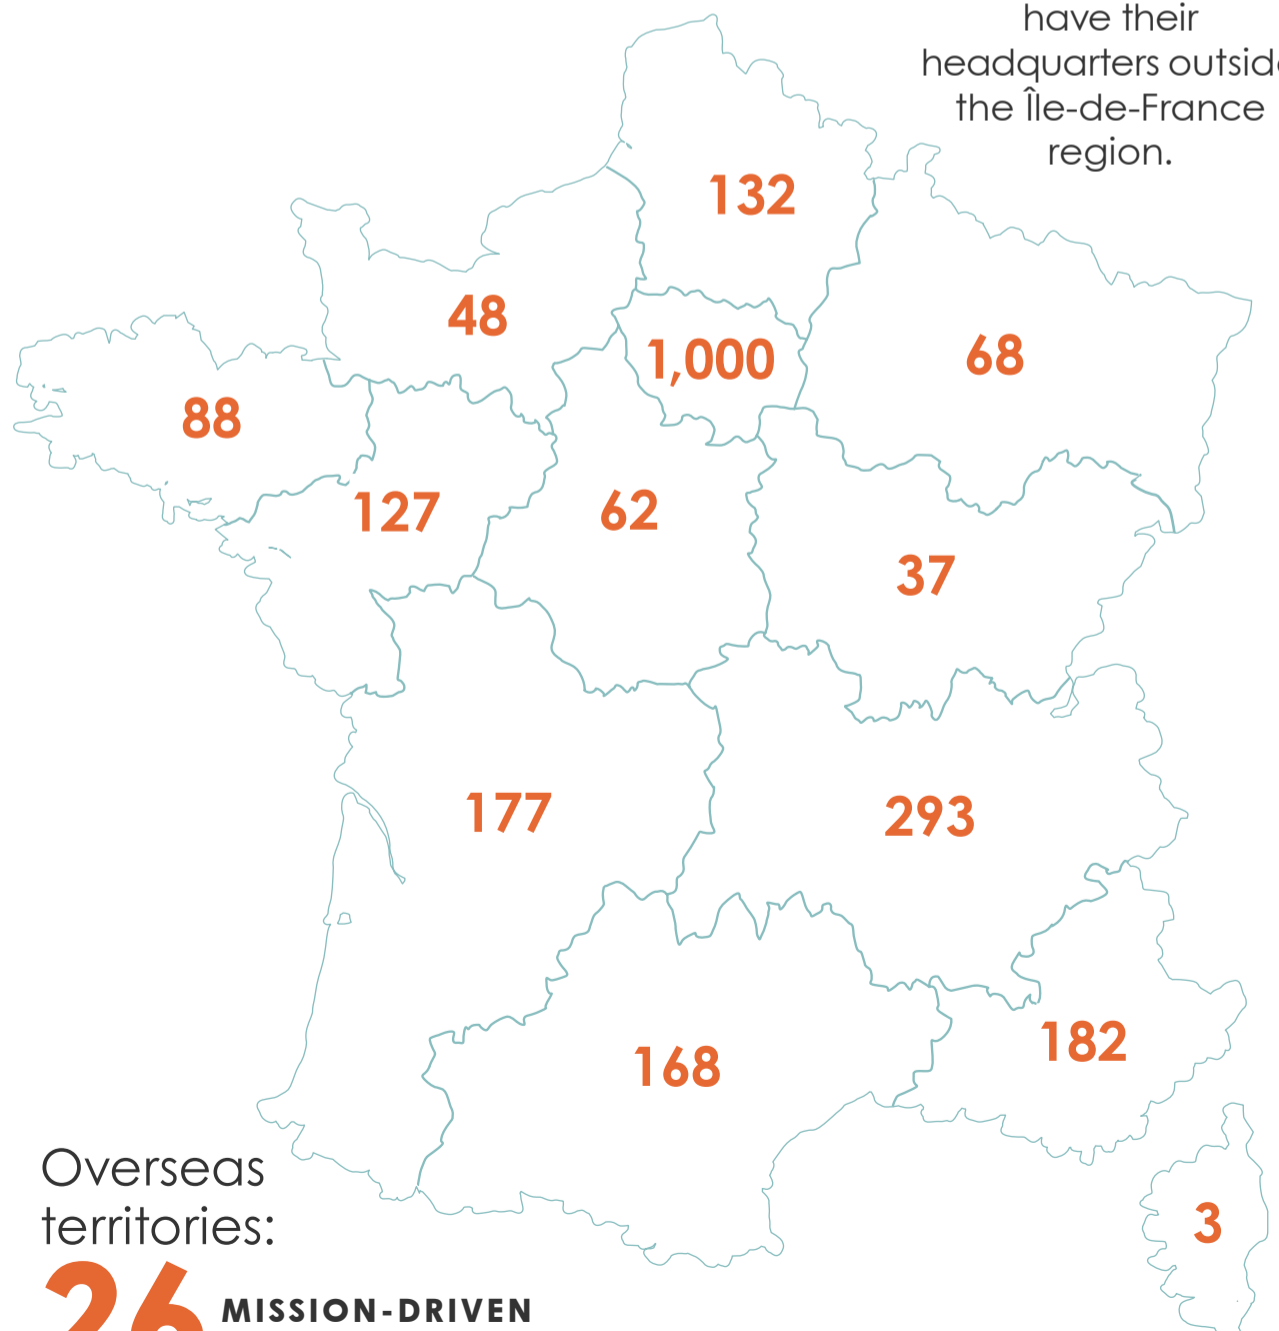 have their
headquarters outside
the Île-de-France
region.
132
48
1,000
68
88
127
62
37
177
293
168
182
3
Overseas
territories:
26 MISSION-DRIVEN